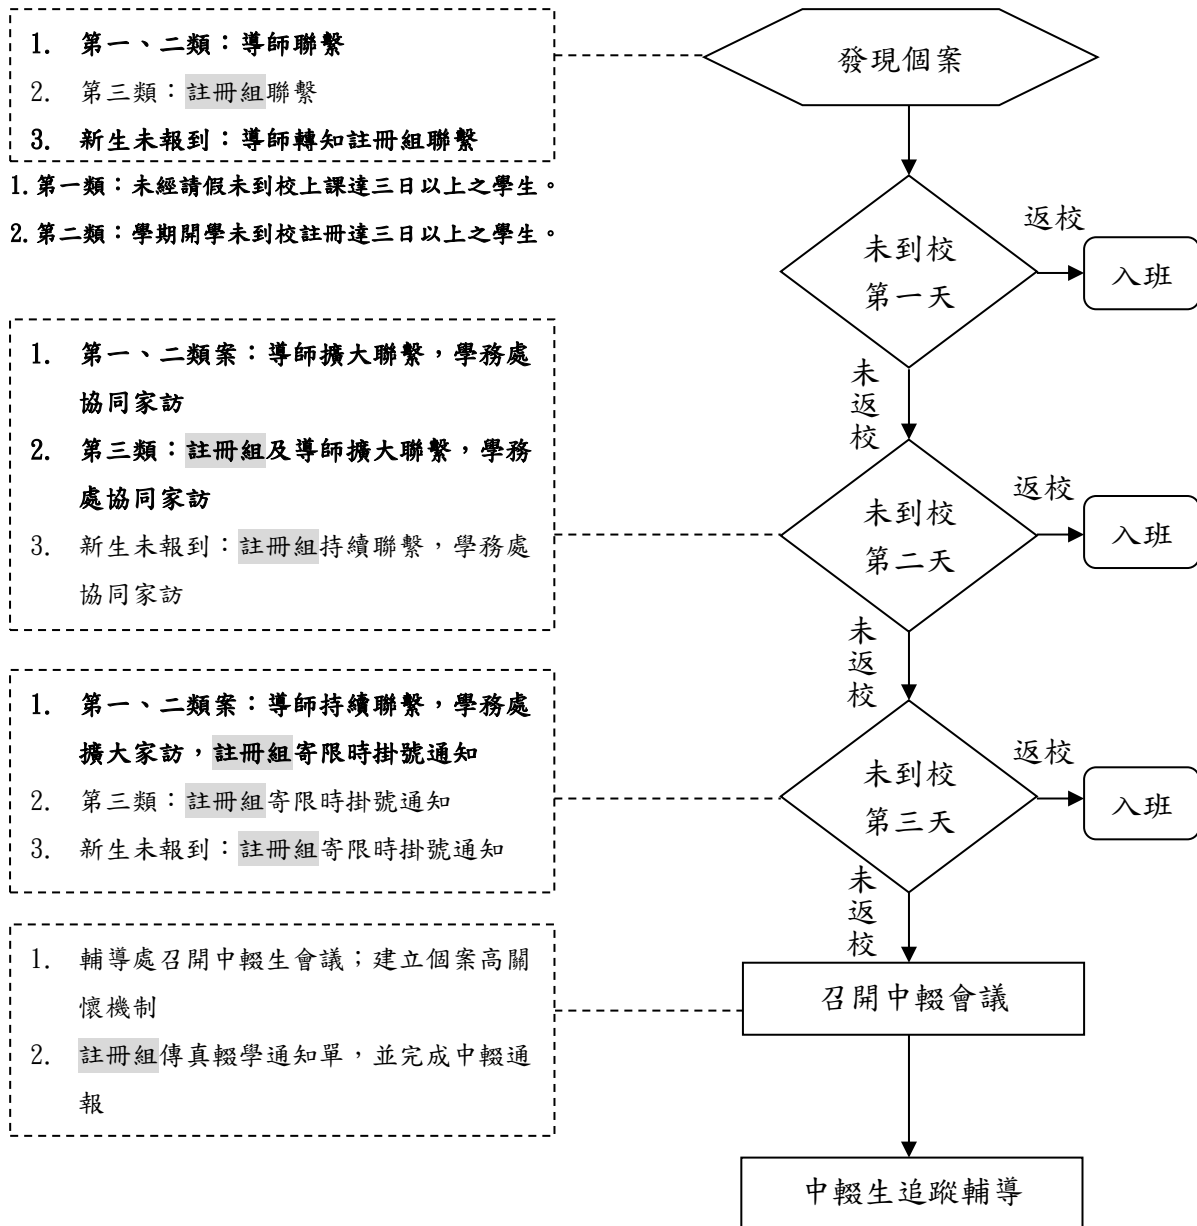 1. 第一、二類：導師聯繫
2. 第三類：註冊組聯繫
3. 新生未報到：導師轉知註冊組聯繫
1.第一類：未經請假未到校上課達三日以上之學生。
2.第二類：學期開學未到校註冊達三日以上之學生。
發現個案
未到校
第一天
返校
入班
未返校
1. 第一、二類案：導師擴大聯繫，學務處
協同家訪
2. 第三類：註冊組及導師擴大聯繫，學務
處協同家訪
3. 新生未報到：註冊組持續聯繫，學務處
協同家訪
未到校
第二天
返校
入班
未返校
1. 第一、二類案：導師持續聯繫，學務處
擴大家訪，註冊組寄限時掛號通知
2. 第三類：註冊組寄限時掛號通知
3. 新生未報到：註冊組寄限時掛號通知
未到校
第三天
返校
入班
未返校
1. 輔導處召開中輟生會議；建立個案高關
懷機制
2. 註冊組傳真輟學通知單，並完成中輟通
報
召開中輟會議
中輟生追蹤輔導